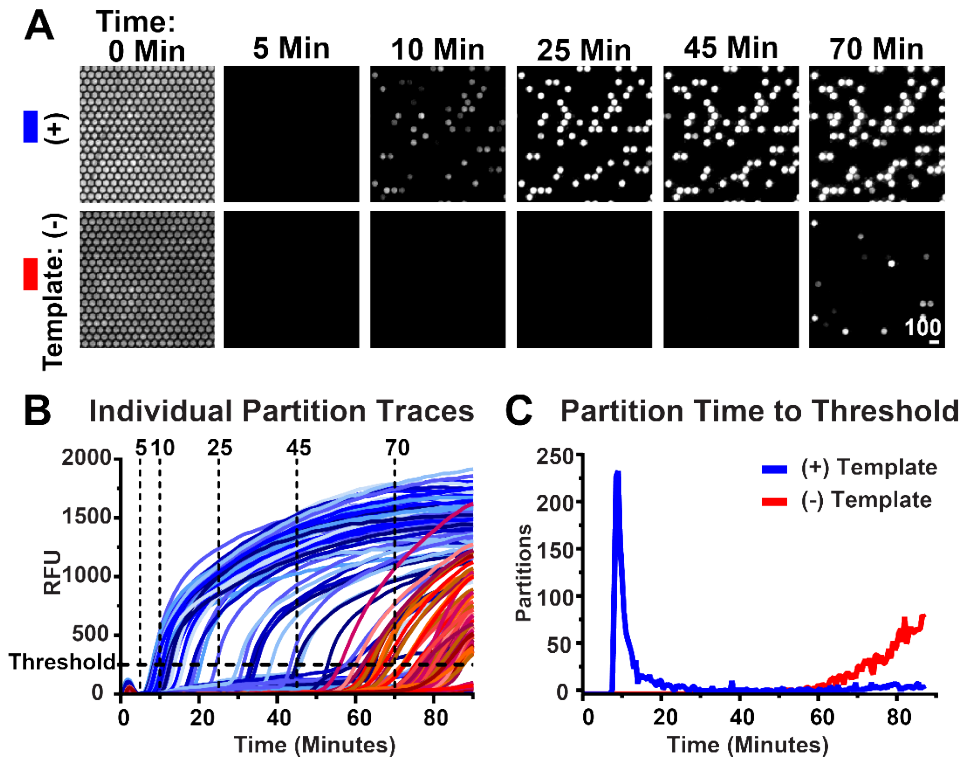 A
Time:
0 Min 5 Min 10 Min 25 Min 45 Min 70 Min
(+)
Template: (-)
100
B Individual Partition Traces
5 10 25 45 70
2000
1500
1000
500
0
RFU
Threshold
0 20 40 60 80
Time (Minutes)
C Partition Time to Threshold
250
200
150
100
50
0
Partitions
(+) Template
(-) Template
0 20 40 60 80
Time (Minutes)